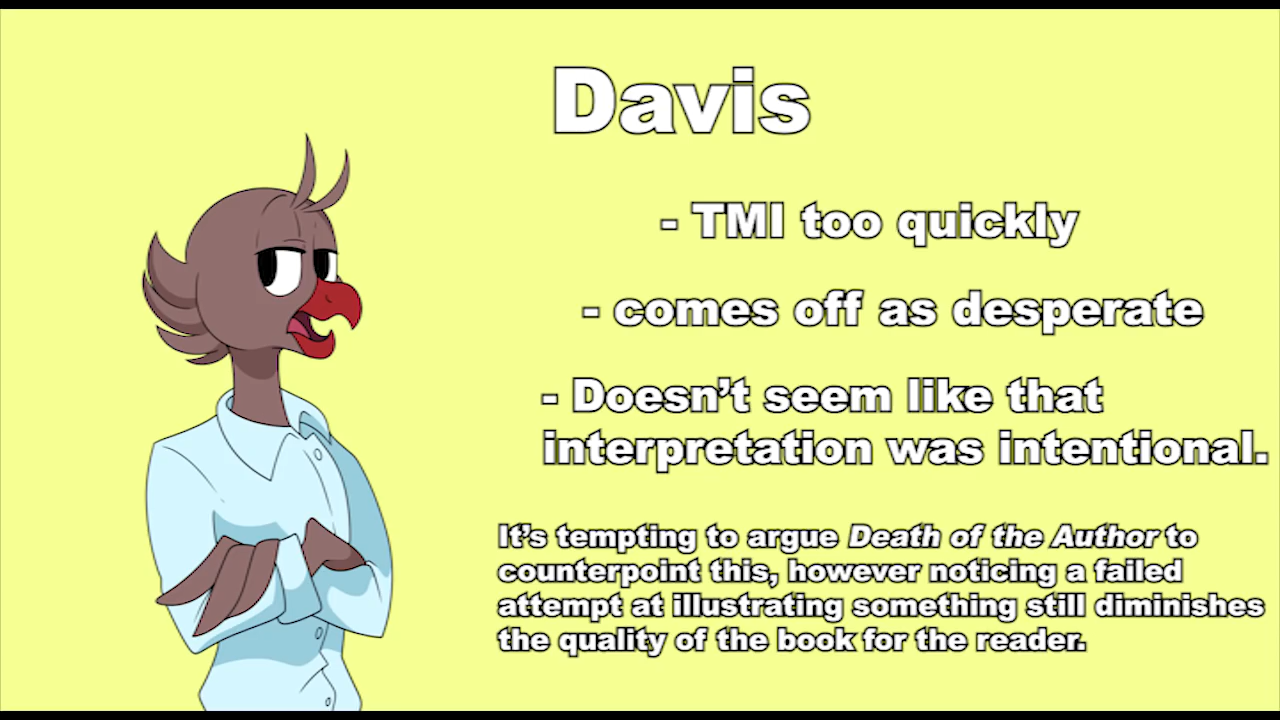 Davis
- TMI too quickly
- comes off as desperate
- Doesn’t seem like that
interpretation was intentional.
It’s tempting to argue Death of the Author to
counterpoint this, however noticing a failed
attempt at illustrating something still diminishes
the quality of the book for the reader.